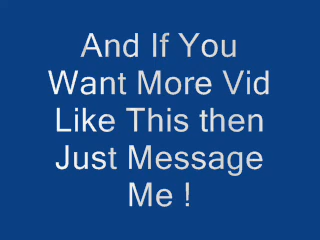 And If You
Want More Vid
Like This then
Just Message
Me !